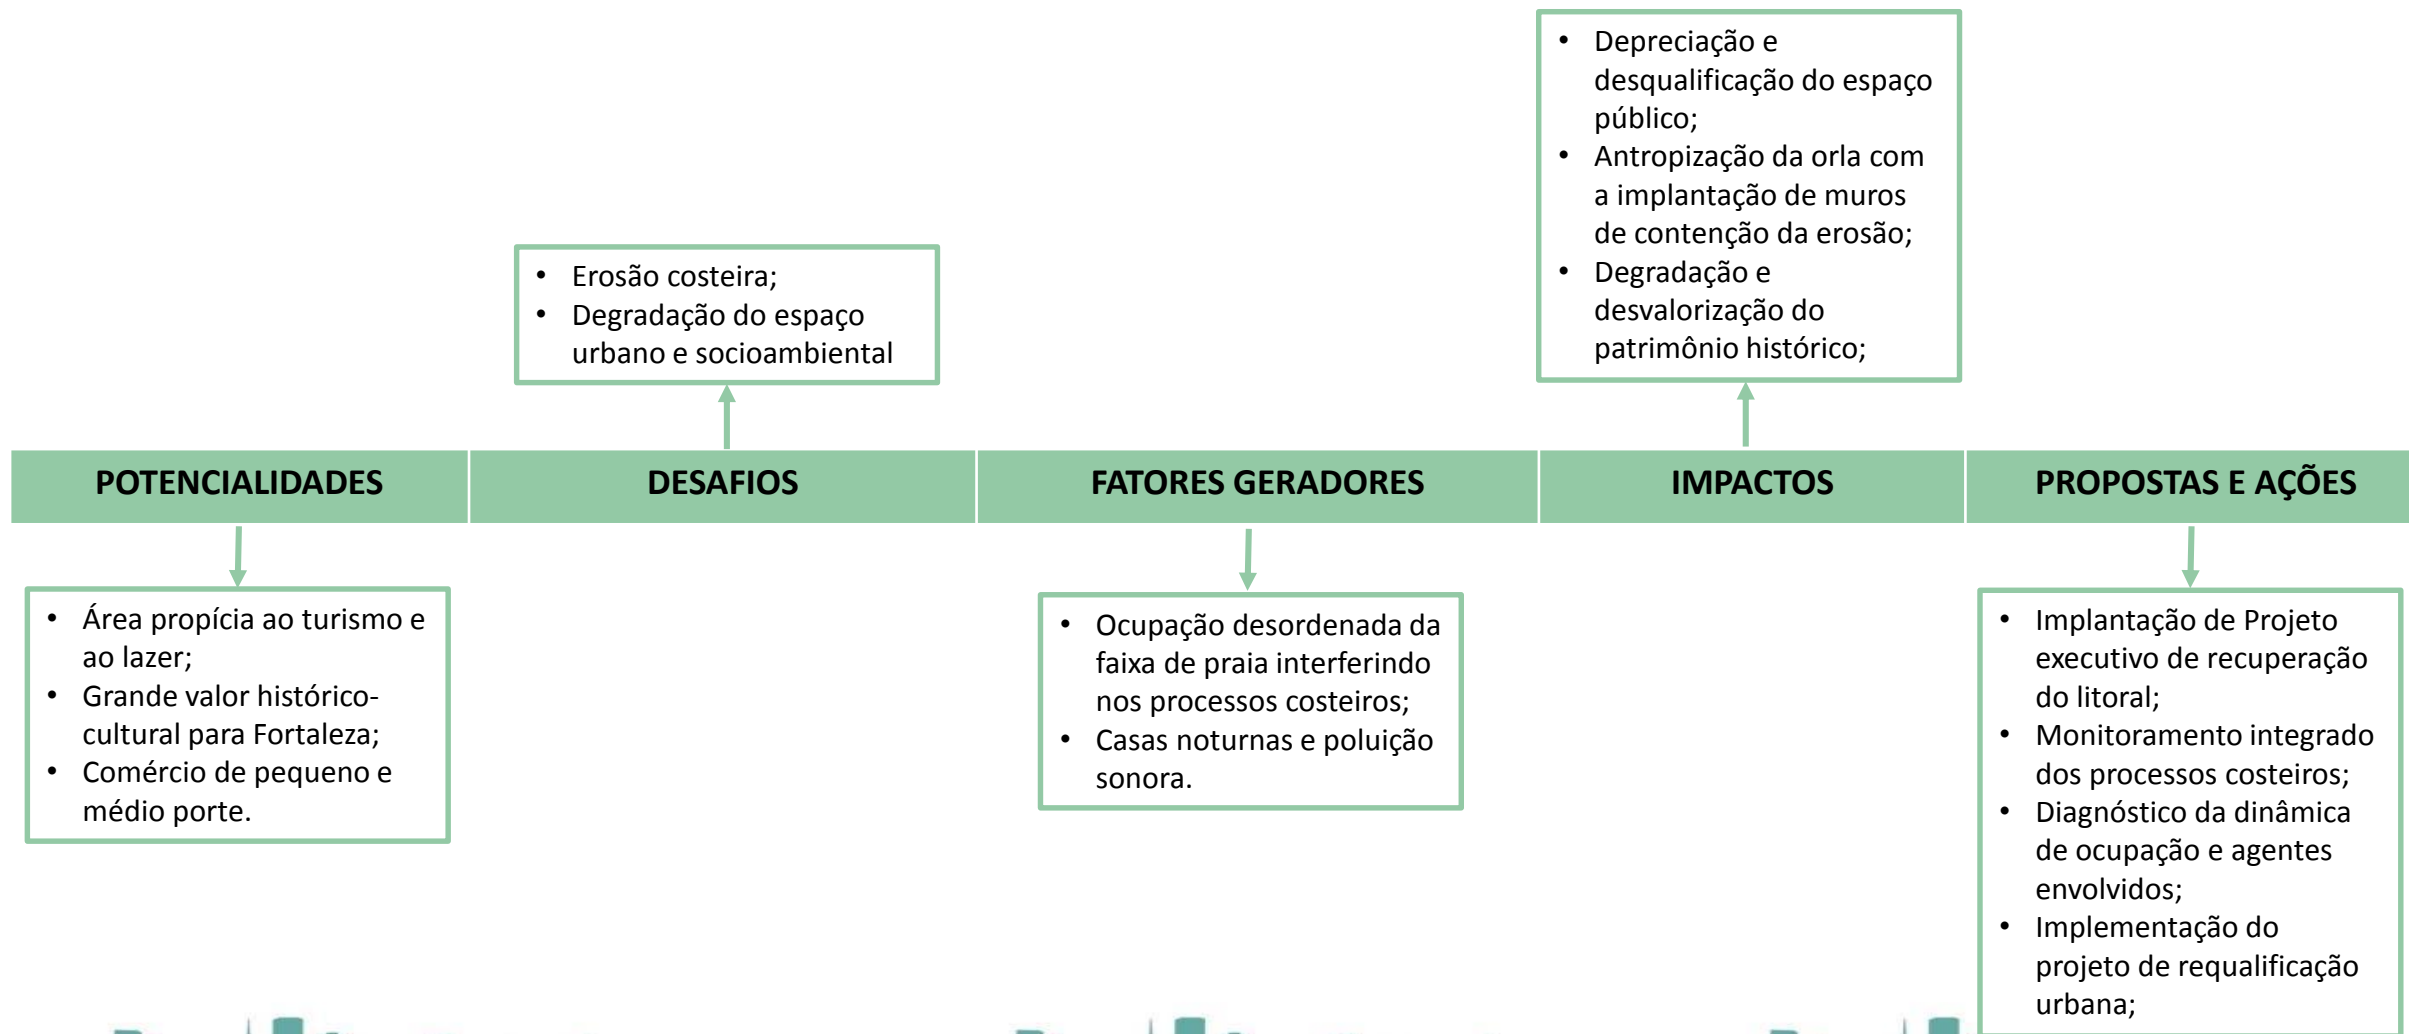 • Depreciação e
desqualificação do espaço
público;
• Antropização da orla com
a implantação de muros
de contenção da erosão;
• Degradação e
desvalorização do
patrimônio histórico;
• Erosão costeira;
• Degradação do espaço
urbano e socioambiental
POTENCIALIDADES
DESAFIOS
FATORES GERADORES
IMPACTOS
PROPOSTAS E AÇÕES
• Área propícia ao turismo e
ao lazer;
• Grande valor histórico-
cultural para Fortaleza;
• Comércio de pequeno e
médio porte.
• Ocupação desordenada da
faixa de praia interferindo
nos processos costeiros;
• Casas noturnas e poluição
sonora.
• Implantação de Projeto
executivo de recuperação
do litoral;
• Monitoramento integrado
dos processos costeiros;
• Diagnóstico da dinâmica
de ocupação e agentes
envolvidos;
• Implementação do
projeto de requalificação
urbana;